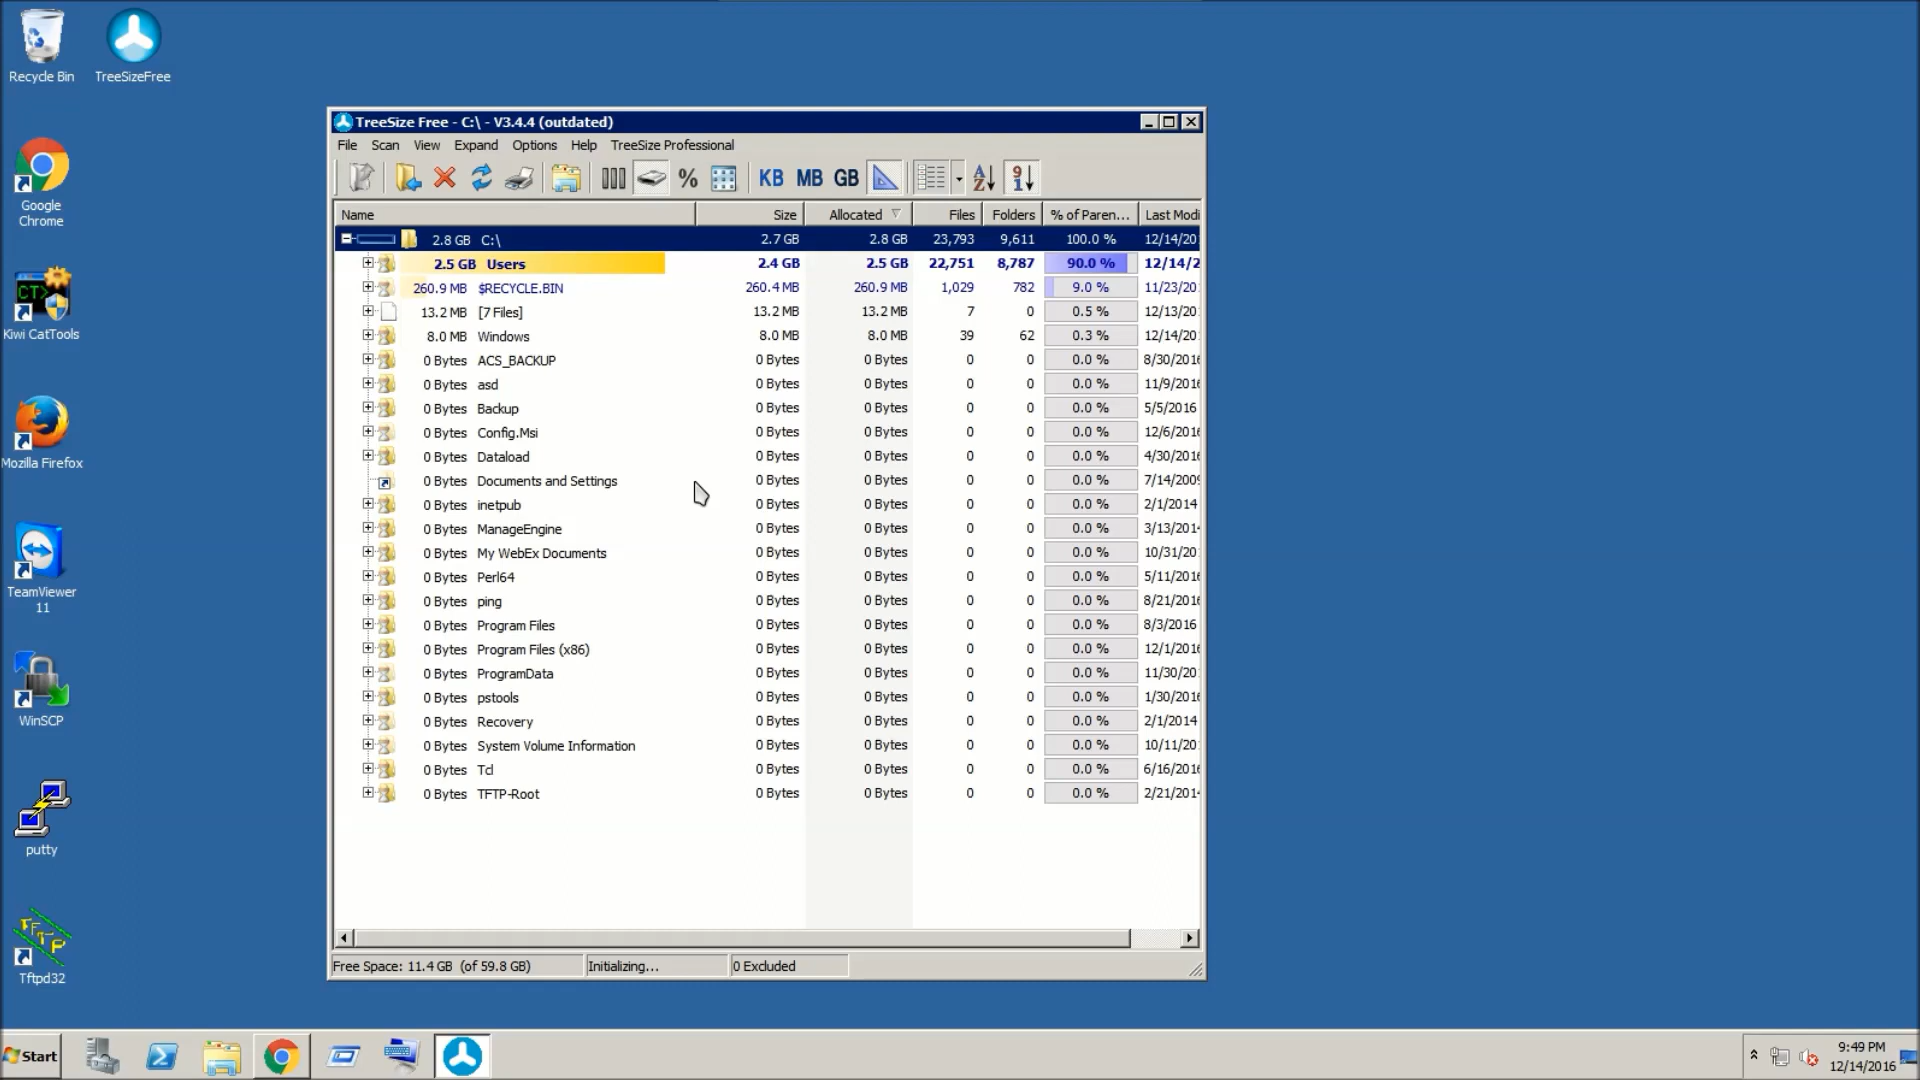 Recycle Bin
TreeSizeFree
Google
Chrome
CT>
Kiwi CatTools
Mozilla Firefox
TeamViewer
11
WinSCP
putty
TFTP
Tftpd32
TreeSize Free - C:\ - V3.4.4 (outdated)
File Scan View Expand Options Help TreeSize Professional
% KB MB GB A Z 9 1
Name Size Allocated Files Folders % of Paren... Last Modi
2.8 GB C:\ 2.7 GB 2.8 GB 23,793 9,611 100.0 % 12/14/20
2.5 GB Users 2.4 GB 2.5 GB 22,751 8,787 90.0 % 12/14/2
260.9 MB $RECYCLE.BIN 260.4 MB 260.9 MB 1,029 782 9.0 % 11/23/20
13.2 MB [7 Files] 13.2 MB 13.2 MB 7 0 0.5 % 12/13/20
8.0 MB Windows 8.0 MB 8.0 MB 39 62 0.3 % 12/14/20
0 Bytes ACS_BACKUP 0 Bytes 0 Bytes 0 0 0.0 % 8/30/2016
0 Bytes asd 0 Bytes 0 Bytes 0 0 0.0 % 11/9/2016
0 Bytes Backup 0 Bytes 0 Bytes 0 0 0.0 % 5/5/2016
0 Bytes Config.Msi 0 Bytes 0 Bytes 0 0 0.0 % 12/6/2016
0 Bytes Dataload 0 Bytes 0 Bytes 0 0 0.0 % 4/30/2016
0 Bytes Documents and Settings 0 Bytes 0 Bytes 0 0 0.0 % 7/14/2009
0 Bytes inetpub 0 Bytes 0 Bytes 0 0 0.0 % 2/1/2014
0 Bytes ManageEngine 0 Bytes 0 Bytes 0 0 0.0 % 3/13/2014
0 Bytes My WebEx Documents 0 Bytes 0 Bytes 0 0 0.0 % 10/31/20
0 Bytes Perl64 0 Bytes 0 Bytes 0 0 0.0 % 5/11/2016
0 Bytes ping 0 Bytes 0 Bytes 0 0 0.0 % 8/21/2016
0 Bytes Program Files 0 Bytes 0 Bytes 0 0 0.0 % 8/3/2016
0 Bytes Program Files (x86) 0 Bytes 0 Bytes 0 0 0.0 % 12/1/2016
0 Bytes ProgramData 0 Bytes 0 Bytes 0 0 0.0 % 11/30/20
0 Bytes pstools 0 Bytes 0 Bytes 0 0 0.0 % 1/30/2016
0 Bytes Recovery 0 Bytes 0 Bytes 0 0 0.0 % 2/1/2014
0 Bytes System Volume Information 0 Bytes 0 Bytes 0 0 0.0 % 10/11/20
0 Bytes Tcl 0 Bytes 0 Bytes 0 0 0.0 % 6/16/2016
0 Bytes TFTP-Root 0 Bytes 0 Bytes 0 0 0.0 % 2/21/2014
Free Space: 11.4 GB (of 59.8 GB) Initializing... 0 Excluded
Start
9:49 PM
12/14/2016